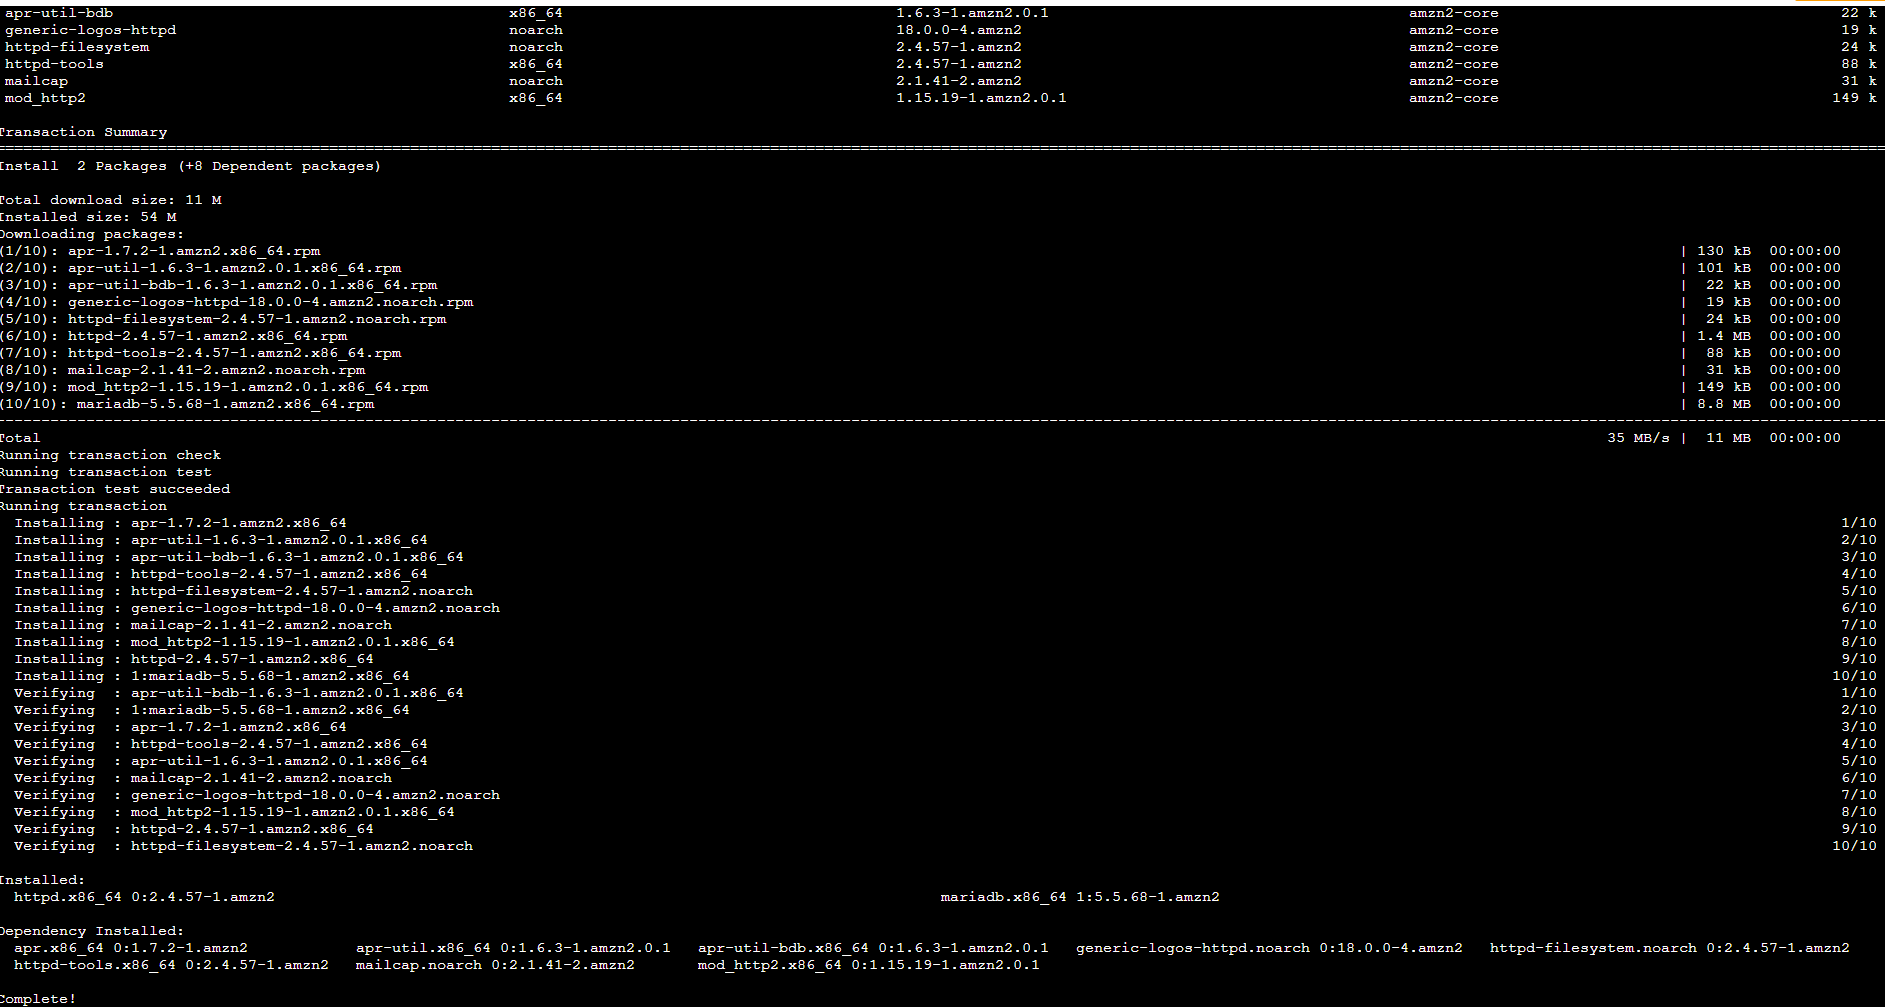 apr-util-bdb x86_64 1.6.3-1.amzn2.0.1 amzn2-core 22 k
generic-logos-httpd noarch 18.0.0-4.amzn2 amzn2-core 19 k
httpd-filesystem noarch 2.4.57-1.amzn2 amzn2-core 24 k
httpd-tools x86_64 2.4.57-1.amzn2 amzn2-core 88 k
mailcap noarch 2.1.41-2.amzn2 amzn2-core 31 k
mod_http2 x86_64 1.15.19-1.amzn2.0.1 amzn2-core 149 k
Transaction Summary
Install 2 Packages (+8 Dependent packages)
Total download size: 11 M
Installed size: 54 M
Downloading packages:
(1/10): apr-1.7.2-1.amzn2.x86_64.rpm | 130 kB 00:00:00
(2/10): apr-util-1.6.3-1.amzn2.0.1.x86_64.rpm | 101 kB 00:00:00
(3/10): apr-util-bdb-1.6.3-1.amzn2.0.1.x86_64.rpm | 22 kB 00:00:00
(4/10): generic-logos-httpd-18.0.0-4.amzn2.noarch.rpm | 19 kB 00:00:00
(5/10): httpd-filesystem-2.4.57-1.amzn2.noarch.rpm | 24 kB 00:00:00
(6/10): httpd-2.4.57-1.amzn2.x86_64.rpm | 1.4 MB 00:00:00
(7/10): httpd-tools-2.4.57-1.amzn2.x86_64.rpm | 88 kB 00:00:00
(8/10): mailcap-2.1.41-2.amzn2.noarch.rpm | 31 kB 00:00:00
(9/10): mod_http2-1.15.19-1.amzn2.0.1.x86_64.rpm | 149 kB 00:00:00
(10/10): mariadb-5.5.68-1.amzn2.x86_64.rpm | 8.8 MB 00:00:00
Total 35 MB/s | 11 MB 00:00:00
Running transaction check
Running transaction test
Transaction test succeeded
Running transaction
Installing : apr-1.7.2-1.amzn2.x86_64 1/10
Installing : apr-util-1.6.3-1.amzn2.0.1.x86_64 2/10
Installing : apr-util-bdb-1.6.3-1.amzn2.0.1.x86_64 3/10
Installing : httpd-tools-2.4.57-1.amzn2.x86_64 4/10
Installing : httpd-filesystem-2.4.57-1.amzn2.noarch 5/10
Installing : generic-logos-httpd-18.0.0-4.amzn2.noarch 6/10
Installing : mailcap-2.1.41-2.amzn2.noarch 7/10
Installing : mod_http2-1.15.19-1.amzn2.0.1.x86_64 8/10
Installing : httpd-2.4.57-1.amzn2.x86_64 9/10
Installing : 1:mariadb-5.5.68-1.amzn2.x86_64 10/10
Verifying : apr-util-bdb-1.6.3-1.amzn2.0.1.x86_64 1/10
Verifying : 1:mariadb-5.5.68-1.amzn2.x86_64 2/10
Verifying : apr-1.7.2-1.amzn2.x86_64 3/10
Verifying : httpd-tools-2.4.57-1.amzn2.x86_64 4/10
Verifying : apr-util-1.6.3-1.amzn2.0.1.x86_64 5/10
Verifying : mailcap-2.1.41-2.amzn2.noarch 6/10
Verifying : generic-logos-httpd-18.0.0-4.amzn2.noarch 7/10
Verifying : mod_http2-1.15.19-1.amzn2.0.1.x86_64 8/10
Verifying : httpd-2.4.57-1.amzn2.x86_64 9/10
Verifying : httpd-filesystem-2.4.57-1.amzn2.noarch 10/10
Installed:
httpd.x86_64 0:2.4.57-1.amzn2 mariadb.x86_64 1:5.5.68-1.amzn2
Dependency Installed:
apr.x86_64 0:1.7.2-1.amzn2 apr-util.x86_64 0:1.6.3-1.amzn2.0.1 apr-util-bdb.x86_64 0:1.6.3-1.amzn2.0.1 generic-logos-httpd.noarch 0:18.0.0-4.amzn2 httpd-filesystem.noarch 0:2.4.57-1.amzn2
httpd-tools.x86_64 0:2.4.57-1.amzn2 mailcap.noarch 0:2.1.41-2.amzn2 mod_http2.x86_64 0:1.15.19-1.amzn2.0.1
Complete!